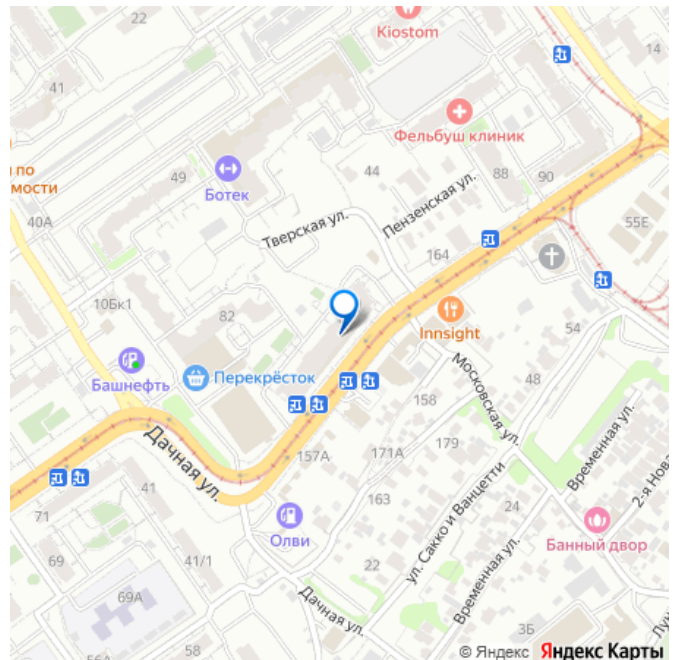 22
Kiostom
14
41
Фельбуш клиник
по
мости
49
Ботек
44
88
90
40А
Тверская ул.
Пензенская ул.
55Е
164
10Бк1
82
Innsight
54
Башнефть
Перекрёсток
48
158
Московская ул.
Дачная ул.
157А
171А
179
Временная ул.
2-я Нова
41
163
ул. Сакко и Ванцетти
24
71
Олви
Банный двор
69
41/1
22
Временная ул.
69А
Дачная ул.
3Б
Лун
58
56А
© Яндекс Яндекс Карты